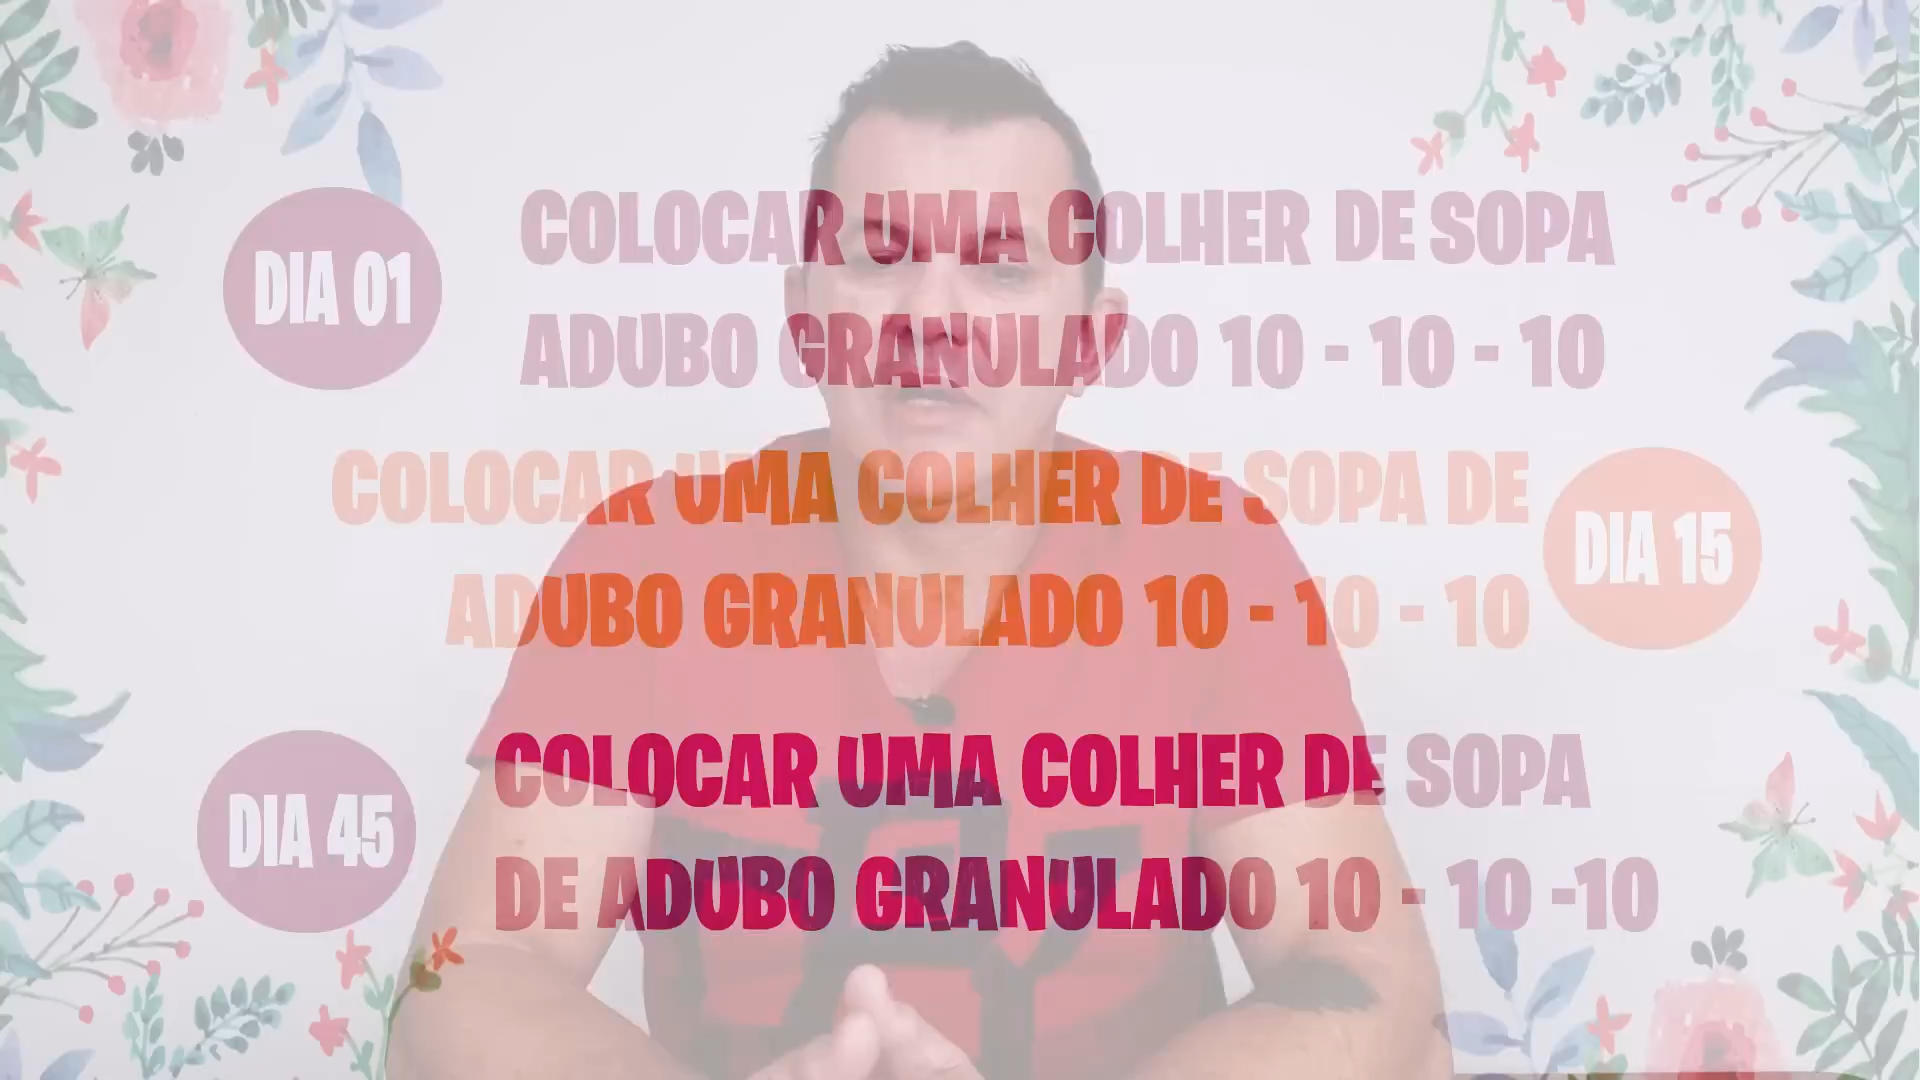 DIA 01
COLOCAR UMA COLHER DE SOPA
ADUBO GRANULADO 10 - 10 - 10
COLOCAR UMA COLHER DE SOPA DE
ADUBO GRANULADO 10 - 10 - 10
DIA 15
DIA 45
COLOCAR UMA COLHER DE SOPA
DE ADUBO GRANULADO 10 - 10 -10